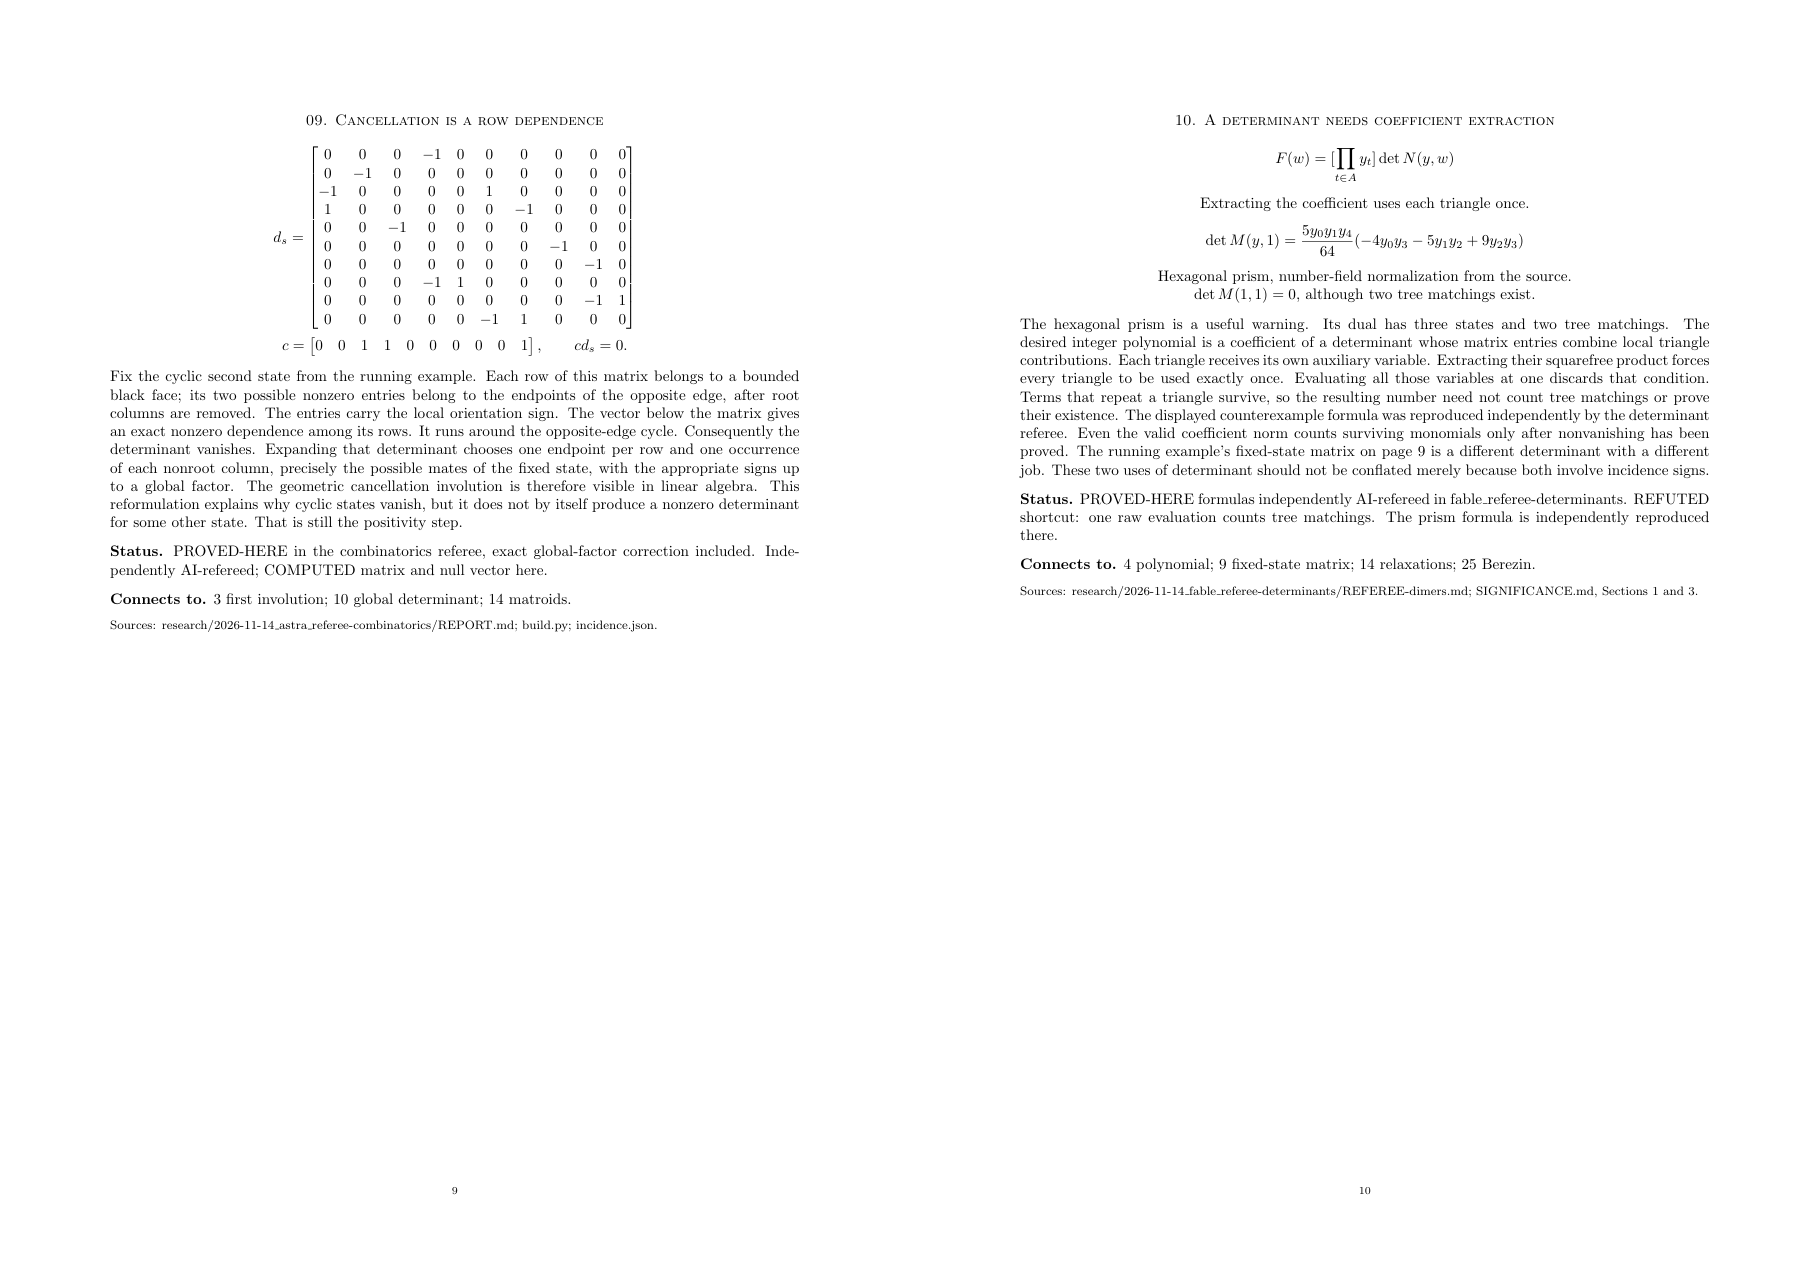 09. Cancellation is a row dependence
d_s =
0 0 0 −1 0 0 0 0 0 0
0 −1 0 0 0 0 0 0 0 0
−1 0 0 0 0 1 0 0 0 0
1 0 0 0 0 0 −1 0 0 0
0 0 −1 0 0 0 0 0 0 0
0 0 0 0 0 0 0 −1 0 0
0 0 0 0 0 0 0 0 −1 0
0 0 0 −1 1 0 0 0 0 0
0 0 0 0 0 0 0 0 −1 1
0 0 0 0 0 −1 1 0 0 0
c = [0 0 1 1 0 0 0 0 0 1], cd_s = 0.
Fix the cyclic second state from the running example. Each row of this matrix belongs to a bounded
black face; its two possible nonzero entries belong to the endpoints of the opposite edge, after root
columns are removed. The entries carry the local orientation sign. The vector below the matrix gives
an exact nonzero dependence among its rows. It runs around the opposite-edge cycle. Consequently the
determinant vanishes. Expanding that determinant chooses one endpoint per row and one occurrence
of each nonroot column, precisely the possible mates of the fixed state, with the appropriate signs up
to a global factor. The geometric cancellation involution is therefore visible in linear algebra. This
reformulation explains why cyclic states vanish, but it does not by itself produce a nonzero determinant
for some other state. That is still the positivity step.
Status. PROVED-HERE in the combinatorics referee, exact global-factor correction included. Inde-
pendently AI-refereed; COMPUTED matrix and null vector here.
Connects to. 3 first involution; 10 global determinant; 14 matroids.
Sources: research/2026-11-14_astra_referee-combinatorics/REPORT.md; build.py; incidence.json.
9
10. A determinant needs coefficient extraction
F(w) = [∏_{t∈A} y_t] det N(y, w)
Extracting the coefficient uses each triangle once.
det M(y, 1) = 5y_0y_1y_4/64 (−4y_0y_3 − 5y_1y_2 + 9y_2y_3)
Hexagonal prism, number-field normalization from the source.
det M(1, 1) = 0, although two tree matchings exist.
The hexagonal prism is a useful warning. Its dual has three states and two tree matchings. The
desired integer polynomial is a coefficient of a determinant whose matrix entries combine local triangle
contributions. Each triangle receives its own auxiliary variable. Extracting their squarefree product forces
every triangle to be used exactly once. Evaluating all those variables at one discards that condition.
Terms that repeat a triangle survive, so the resulting number need not count tree matchings or prove
their existence. The displayed counterexample formula was reproduced independently by the determinant
referee. Even the valid coefficient norm counts surviving monomials only after nonvanishing has been
proved. The running example's fixed-state matrix on page 9 is a different determinant with a different
job. These two uses of determinant should not be conflated merely because both involve incidence signs.
Status. PROVED-HERE formulas independently AI-refereed in fable_referee-determinants. REFUTED
shortcut: one raw evaluation counts tree matchings. The prism formula is independently reproduced
there.
Connects to. 4 polynomial; 9 fixed-state matrix; 14 relaxations; 25 Berezin.
Sources: research/2026-11-14_fable_referee-determinants/REFEREE-dimers.md; SIGNIFICANCE.md, Sections 1 and 3.
10